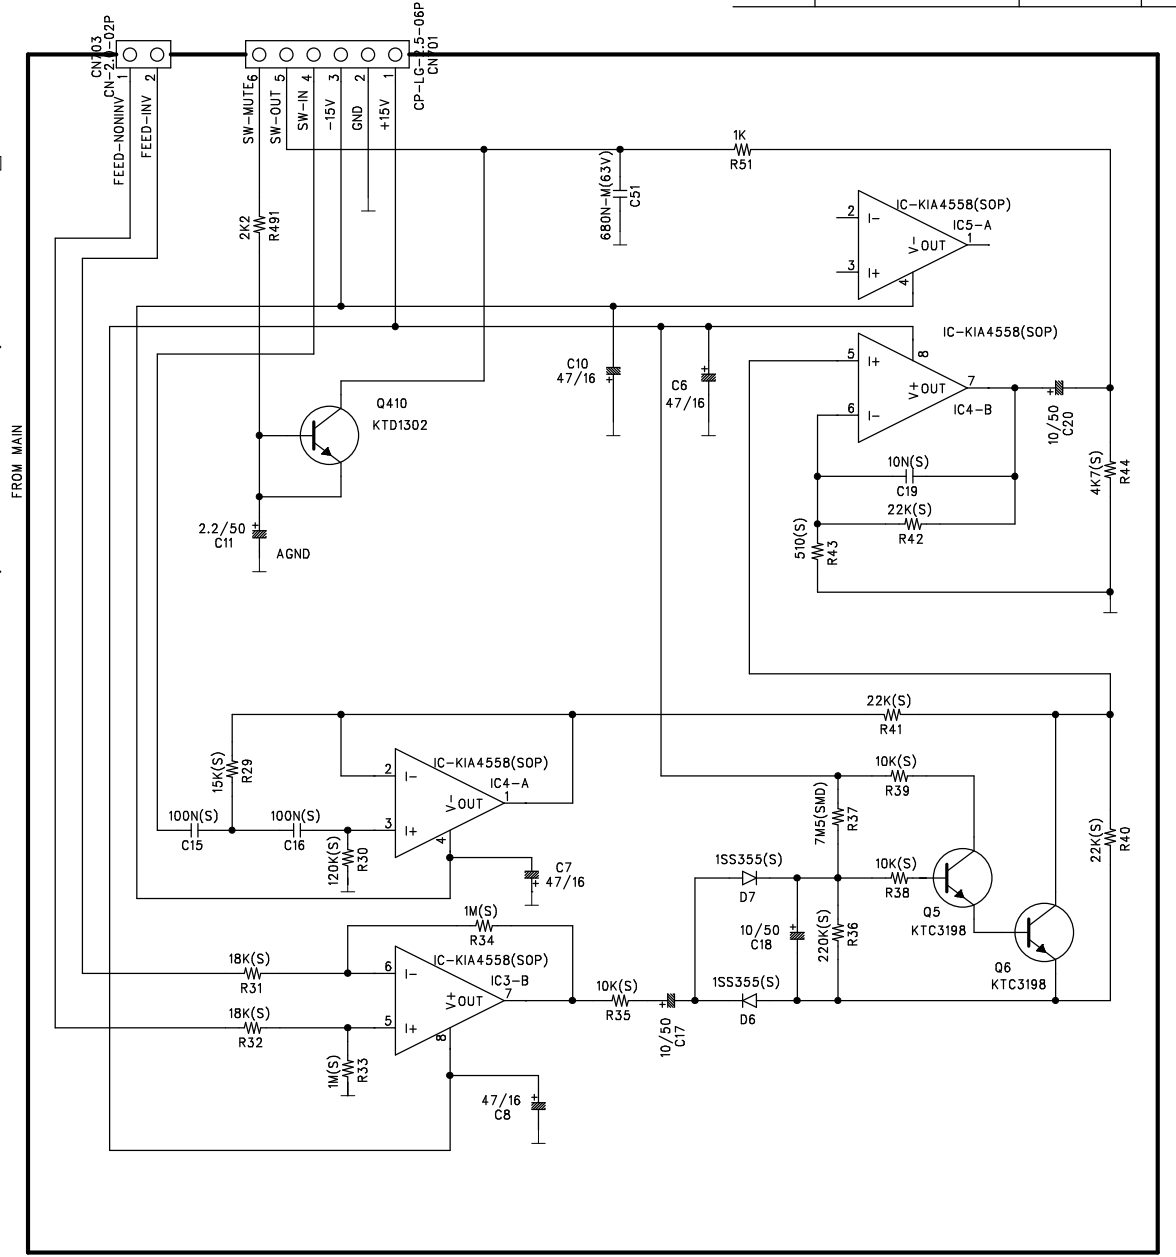 CN703
CN-2.0-02P
CP-LG-2.5-06P
CN701
1
2
6
5
4
3
2
1
FEED-NONINV
FEED-INV
SW-MUTE
SW-OUT
SW-IN
-15V
GND
+15V
FROM MAIN
2K2
R491
680N-M(63V)
C51
1K
R51
IC-KIA4558(SOP)
IC5-A
2
I-
3
I+
V-
OUT
1
4
IC-KIA4558(SOP)
IC4-B
5
I+
6
I-
V+
OUT
7
8
C10
47/16
+
C6
47/16
+
Q410
KTD1302
+
10/50
C20
10N(S)
C19
22K(S)
R42
510(S)
R43
4K7(S)
R44
2.2/50
C11
+
AGND
22K(S)
R41
15K(S)
R29
IC-KIA4558(SOP)
IC4-A
2
I-
3
I+
V-
OUT
1
4
100N(S)
C15
100N(S)
C16
120K(S)
R30
C7
47/16
+
10K(S)
R39
7M5(SMD)
R37
22K(S)
R40
1SS355(S)
D7
10K(S)
R38
Q5
KTC3198
10/50
C18
+
220K(S)
R36
Q6
KTC3198
1M(S)
R34
IC-KIA4558(SOP)
IC3-B
6
I-
5
I+
V+
OUT
7
8
18K(S)
R31
18K(S)
R32
1M(S)
R33
10K(S)
R35
+
10/50
C17
1SS355(S)
D6
47/16
C8
+